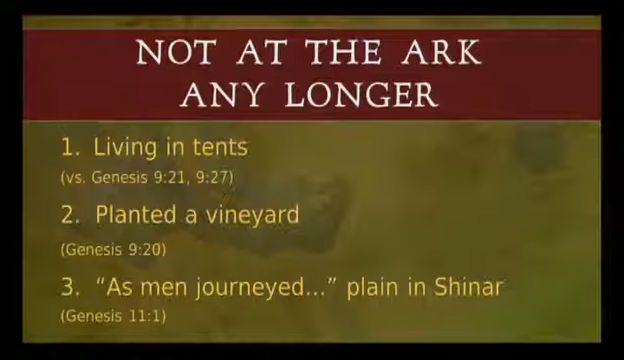 NOT AT THE ARK
ANY LONGER
1. Living in tents
(vs. Genesis 9:21, 9:27)
2. Planted a vineyard
(Genesis 9:20)
3. “As men journeyed...” plain in Shinar
(Genesis 11:1)